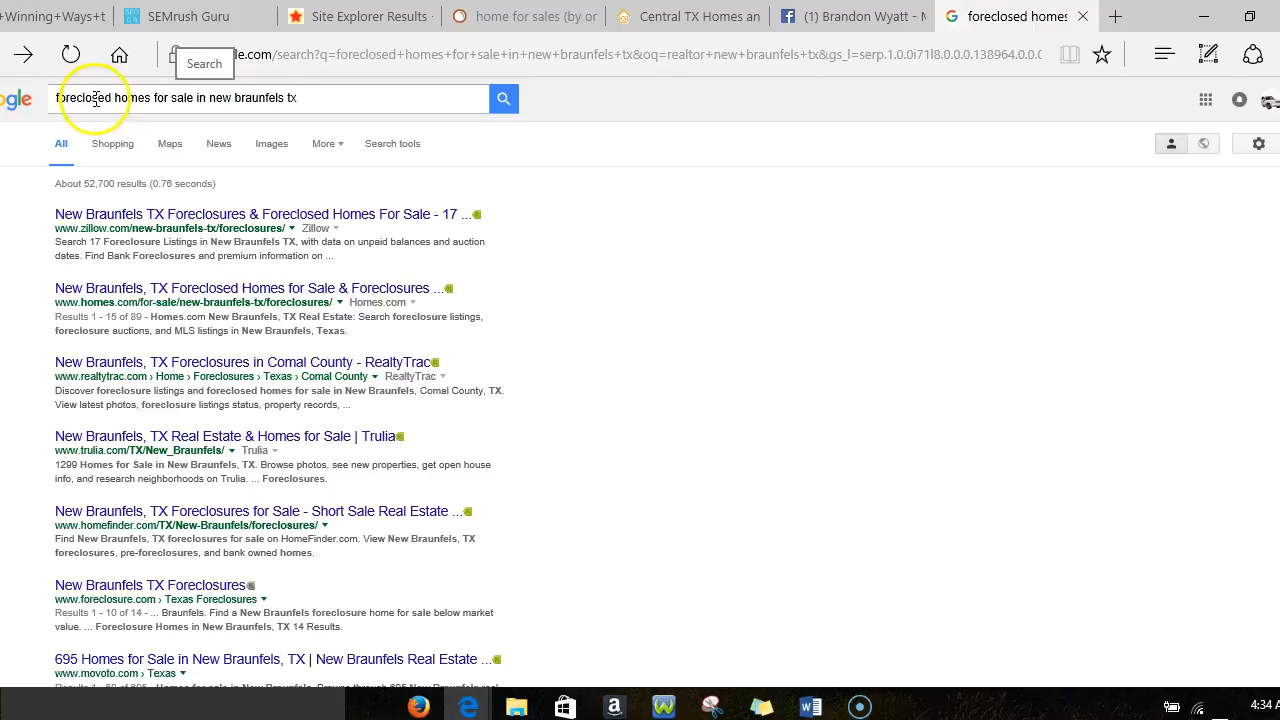 +Winning+V SEMrush Guru Site Explorer Results home for sales (by or Central TX Homes an (1) Brandon Wyatt - Hom foreclosed homes
le.com/search?q=foreclosed+homes+for+sale+in+new+braunfels+tx&oq=realtor+new+braunfels+tx&gs_l=serp.1.0.0i71l8.0.0.0.138964.0.0.0
Search
ogle foreclosed homes for sale in new braunfels tx
All Shopping Maps News Images More Search tools
About 52,700 results (0.76 seconds)
New Braunfels TX Foreclosures & Foreclosed Homes For Sale - 17 ...
www.zillow.com/new-braunfels-tx/foreclosures/ Zillow
Search 17 Foreclosure Listings in New Braunfels TX, with data on unpaid balances and auction
dates. Find Bank Foreclosures and premium information on ...
New Braunfels, TX Foreclosed Homes for Sale & Foreclosures ...
www.homes.com/for-sale/new-braunfels-tx/foreclosures/ Homes.com
Results 1 - 15 of 89 - Homes.com New Braunfels, TX Real Estate: Search foreclosure listings,
foreclosure auctions, and MLS listings in New Braunfels, Texas.
New Braunfels, TX Foreclosures in Comal County - RealtyTrac
www.realtytrac.com › Home › Foreclosures › Texas › Comal County RealtyTrac
Discover foreclosure listings and foreclosed homes for sale in New Braunfels, Comal County, TX.
View latest photos, foreclosure listings status, property records, ...
New Braunfels, TX Real Estate & Homes for Sale | Trulia
www.trulia.com/TX/New_Braunfels/ Trulia
1299 Homes for Sale in New Braunfels, TX. Browse photos, see new properties, get open house
info, and research neighborhoods on Trulia. ... Foreclosures.
New Braunfels, TX Foreclosures for Sale - Short Sale Real Estate ...
www.homefinder.com/TX/New-Braunfels/foreclosures/
Find New Braunfels, TX foreclosures for sale on HomeFinder.com. View New Braunfels, TX
foreclosures, pre-foreclosures, and bank owned homes.
New Braunfels TX Foreclosures
www.foreclosure.com › Texas Foreclosures
Results 1 - 10 of 14 - ... Braunfels. Find a New Braunfels foreclosure home for sale below market
value. ... Foreclosure Homes in New Braunfels, TX 14 Results.
695 Homes for Sale in New Braunfels, TX | New Braunfels Real Estate ...
www.movoto.com › Texas
4:34